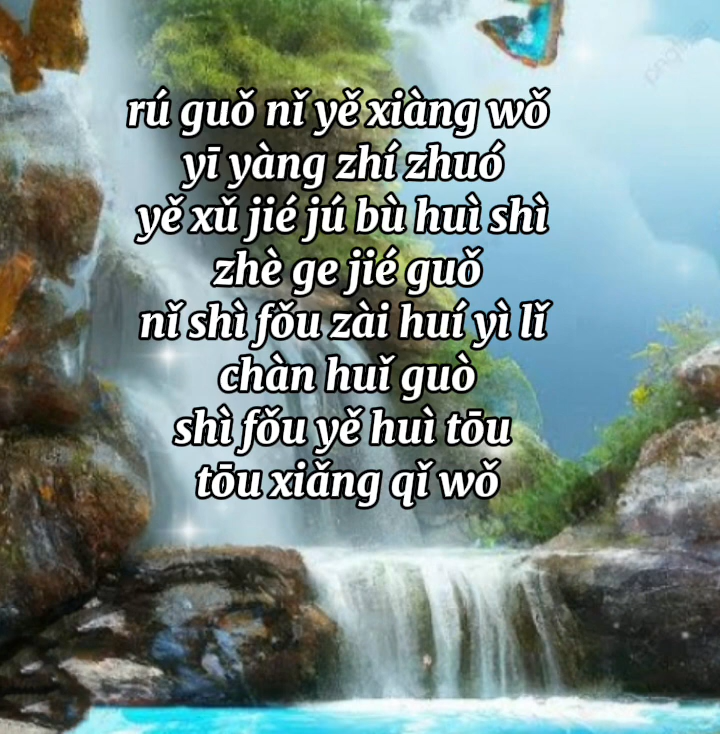 rú guǒ nǐ yě xiàng wǒ
yī yàng zhí zhuó
yě xǔ jié jú bù huì shì
zhè ge jié guǒ
nǐ shì fǒu zài huí yì lǐ
chàn huǐ guò
shì fǒu yě huì tōu
tōu xiǎng qǐ wǒ